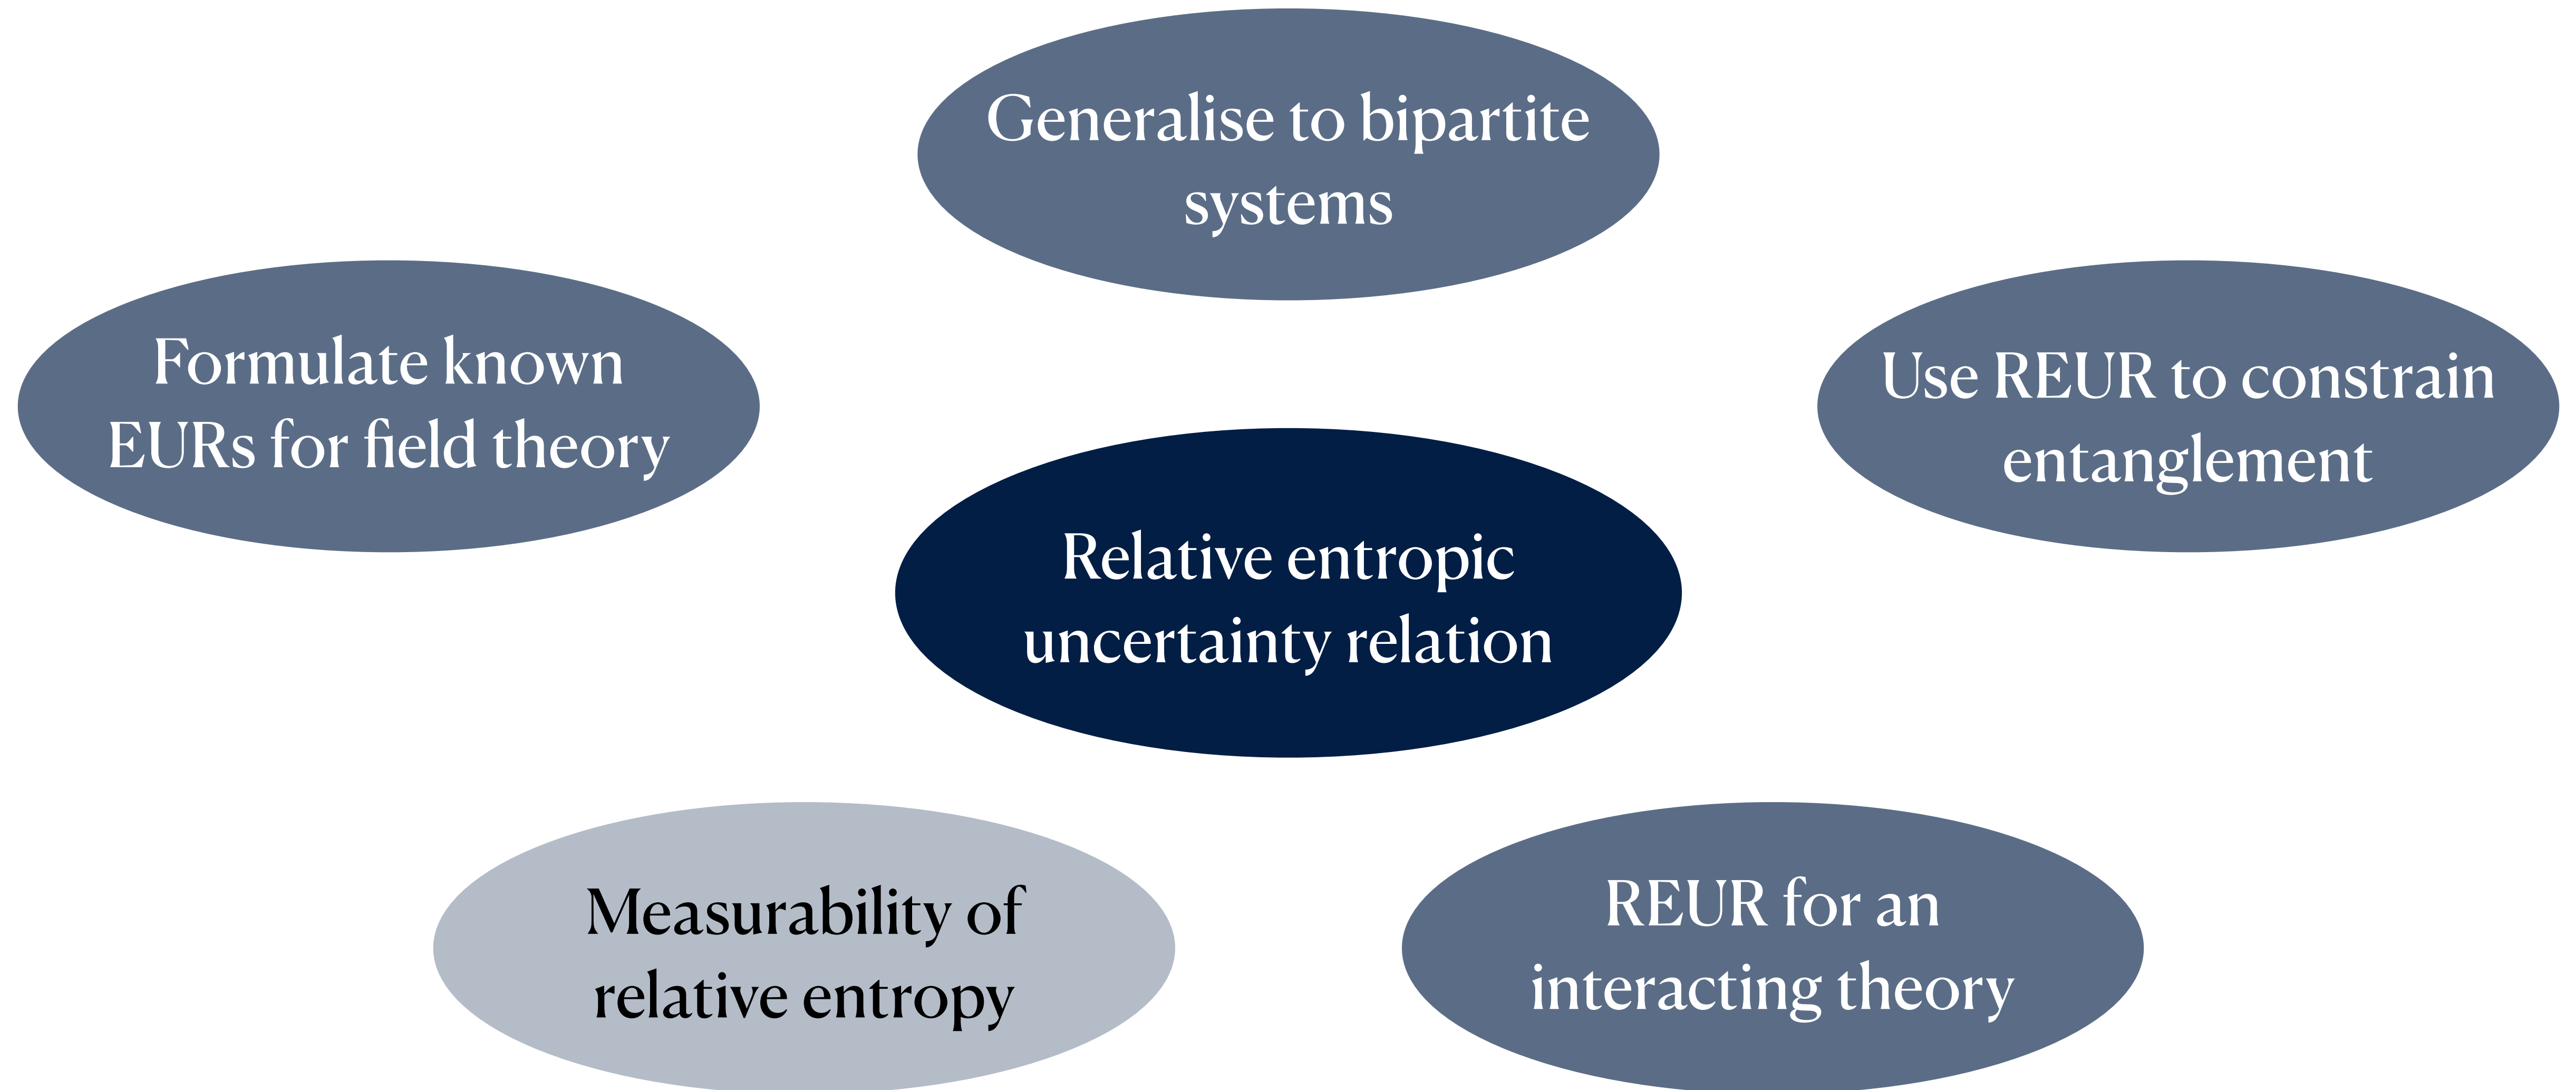 Generalise to bipartite
systems
Formulate known
EURs for field theory
Use REUR to constrain
entanglement
Relative entropic
uncertainty relation
Measurability of
relative entropy
REUR for an
interacting theory